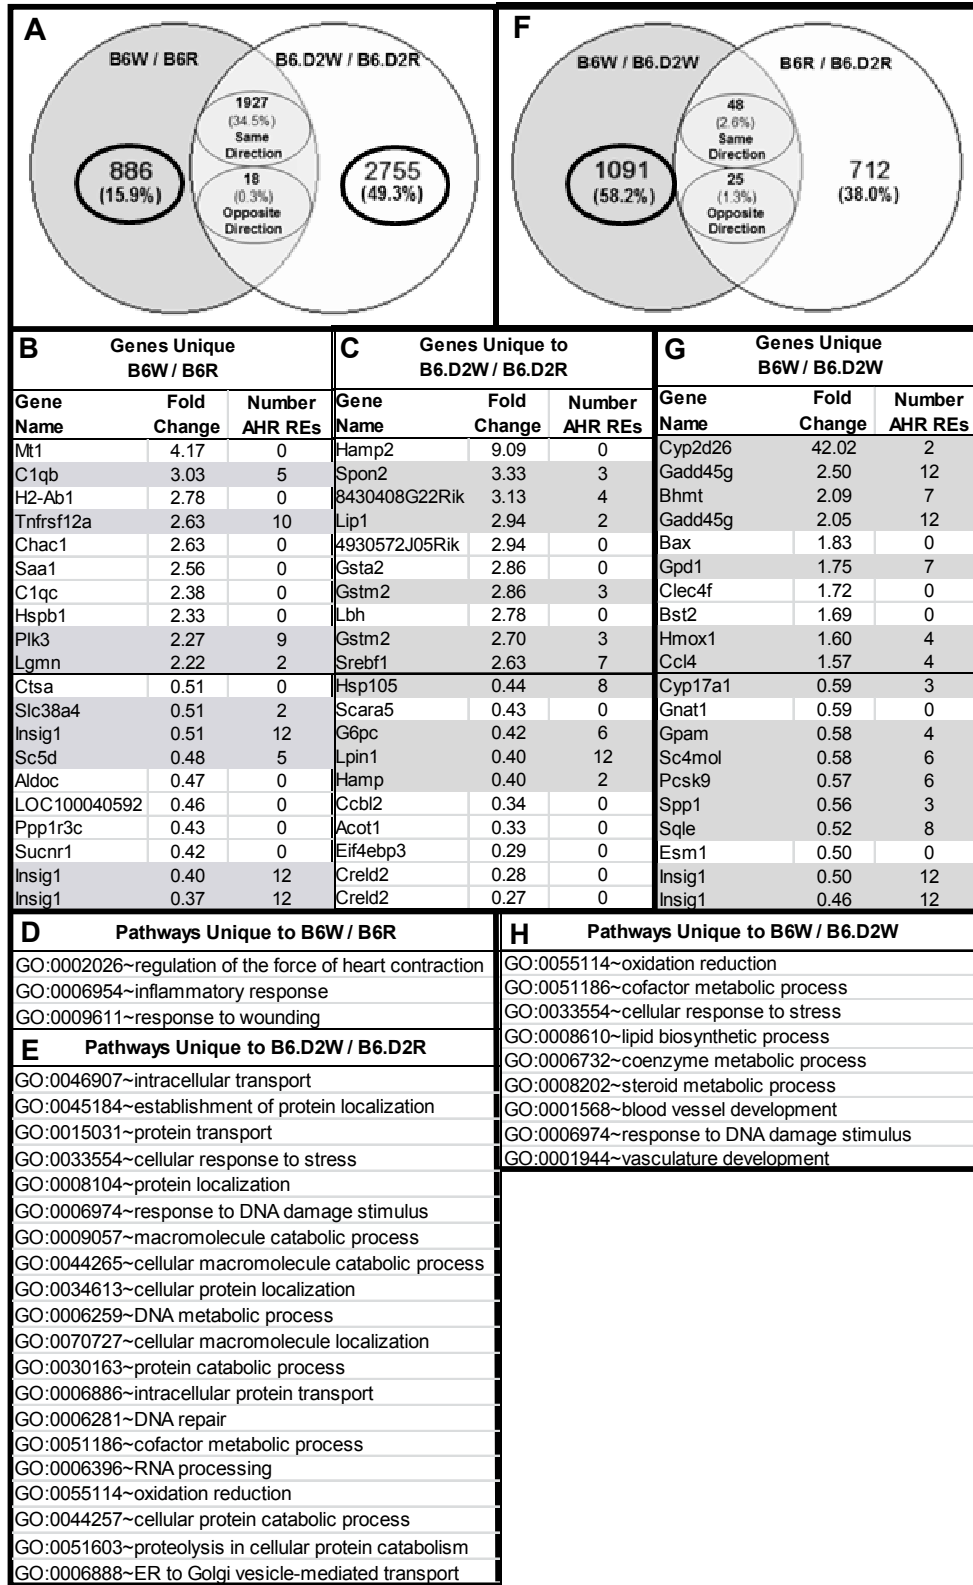 A
B6W / B6R
B6.D2W / B6.D2R
1927
(34.5%)
Same
Direction
886
(15.9%)
18
(0.3%)
Opposite
Direction
2755
(49.3%)
F
B6W / B6.D2W
B6R / B6.D2R
48
(2.6%)
Same
Direction
1091
(58.2%)
25
(1.3%)
Opposite
Direction
712
(38.0%)
B Genes Unique
B6W / B6R
Gene Fold Number
Name Change AHR REs
Mt1 4.17 0
C1qb 3.03 5
H2-Ab1 2.78 0
Tnfrsf12a 2.63 10
Chac1 2.63 0
Saa1 2.56 0
C1qc 2.38 0
Hspb1 2.33 0
Plk3 2.27 9
Lgmn 2.22 2
Ctsa 0.51 0
Slc38a4 0.51 2
Insig1 0.51 12
Sc5d 0.48 5
Aldoc 0.47 0
LOC100040592 0.46 0
Ppp1r3c 0.43 0
Sucnr1 0.42 0
Insig1 0.40 12
Insig1 0.37 12
C Genes Unique to
B6.D2W / B6.D2R
Gene Fold Number
Name Change AHR REs
Hamp2 9.09 0
Spon2 3.33 3
8430408G22Rik 3.13 4
Lip1 2.94 2
4930572J05Rik 2.94 0
Gsta2 2.86 0
Gstm2 2.86 3
Lbh 2.78 0
Gstm2 2.70 3
Srebf1 2.63 7
Hsp105 0.44 8
Scara5 0.43 0
G6pc 0.42 6
Lpin1 0.40 12
Hamp 0.40 2
Ccbl2 0.34 0
Acot1 0.33 0
Eif4ebp3 0.29 0
Creld2 0.28 0
Creld2 0.27 0
G Genes Unique
B6W / B6.D2W
Gene Fold Number
Name Change AHR REs
Cyp2d26 42.02 2
Gadd45g 2.50 12
Bhmt 2.09 7
Gadd45g 2.05 12
Bax 1.83 0
Gpd1 1.75 7
Clec4f 1.72 0
Bst2 1.69 0
Hmox1 1.60 4
Ccl4 1.57 4
Cyp17a1 0.59 3
Gnat1 0.59 0
Gpam 0.58 4
Sc4mol 0.58 6
Pcsk9 0.57 6
Spp1 0.56 3
Sqle 0.52 8
Esm1 0.50 0
Insig1 0.50 12
Insig1 0.46 12
D Pathways Unique to B6W / B6R
GO:0002026~regulation of the force of heart contraction
GO:0006954~inflammatory response
GO:0009611~response to wounding
E Pathways Unique to B6.D2W / B6.D2R
GO:0046907~intracellular transport
GO:0045184~establishment of protein localization
GO:0015031~protein transport
GO:0033554~cellular response to stress
GO:0008104~protein localization
GO:0006974~response to DNA damage stimulus
GO:0009057~macromolecule catabolic process
GO:0044265~cellular macromolecule catabolic process
GO:0034613~cellular protein localization
GO:0006259~DNA metabolic process
GO:0070727~cellular macromolecule localization
GO:0030163~protein catabolic process
GO:0006886~intracellular protein transport
GO:0006281~DNA repair
GO:0051186~cofactor metabolic process
GO:0006396~RNA processing
GO:0055114~oxidation reduction
GO:0044257~cellular protein catabolic process
GO:0051603~proteolysis in cellular protein catabolism
GO:0006888~ER to Golgi vesicle-mediated transport
H Pathways Unique to B6W / B6.D2W
GO:0055114~oxidation reduction
GO:0051186~cofactor metabolic process
GO:0033554~cellular response to stress
GO:0008610~lipid biosynthetic process
GO:0006732~coenzyme metabolic process
GO:0008202~steroid metabolic process
GO:0001568~blood vessel development
GO:0006974~response to DNA damage stimulus
GO:0001944~vasculature development